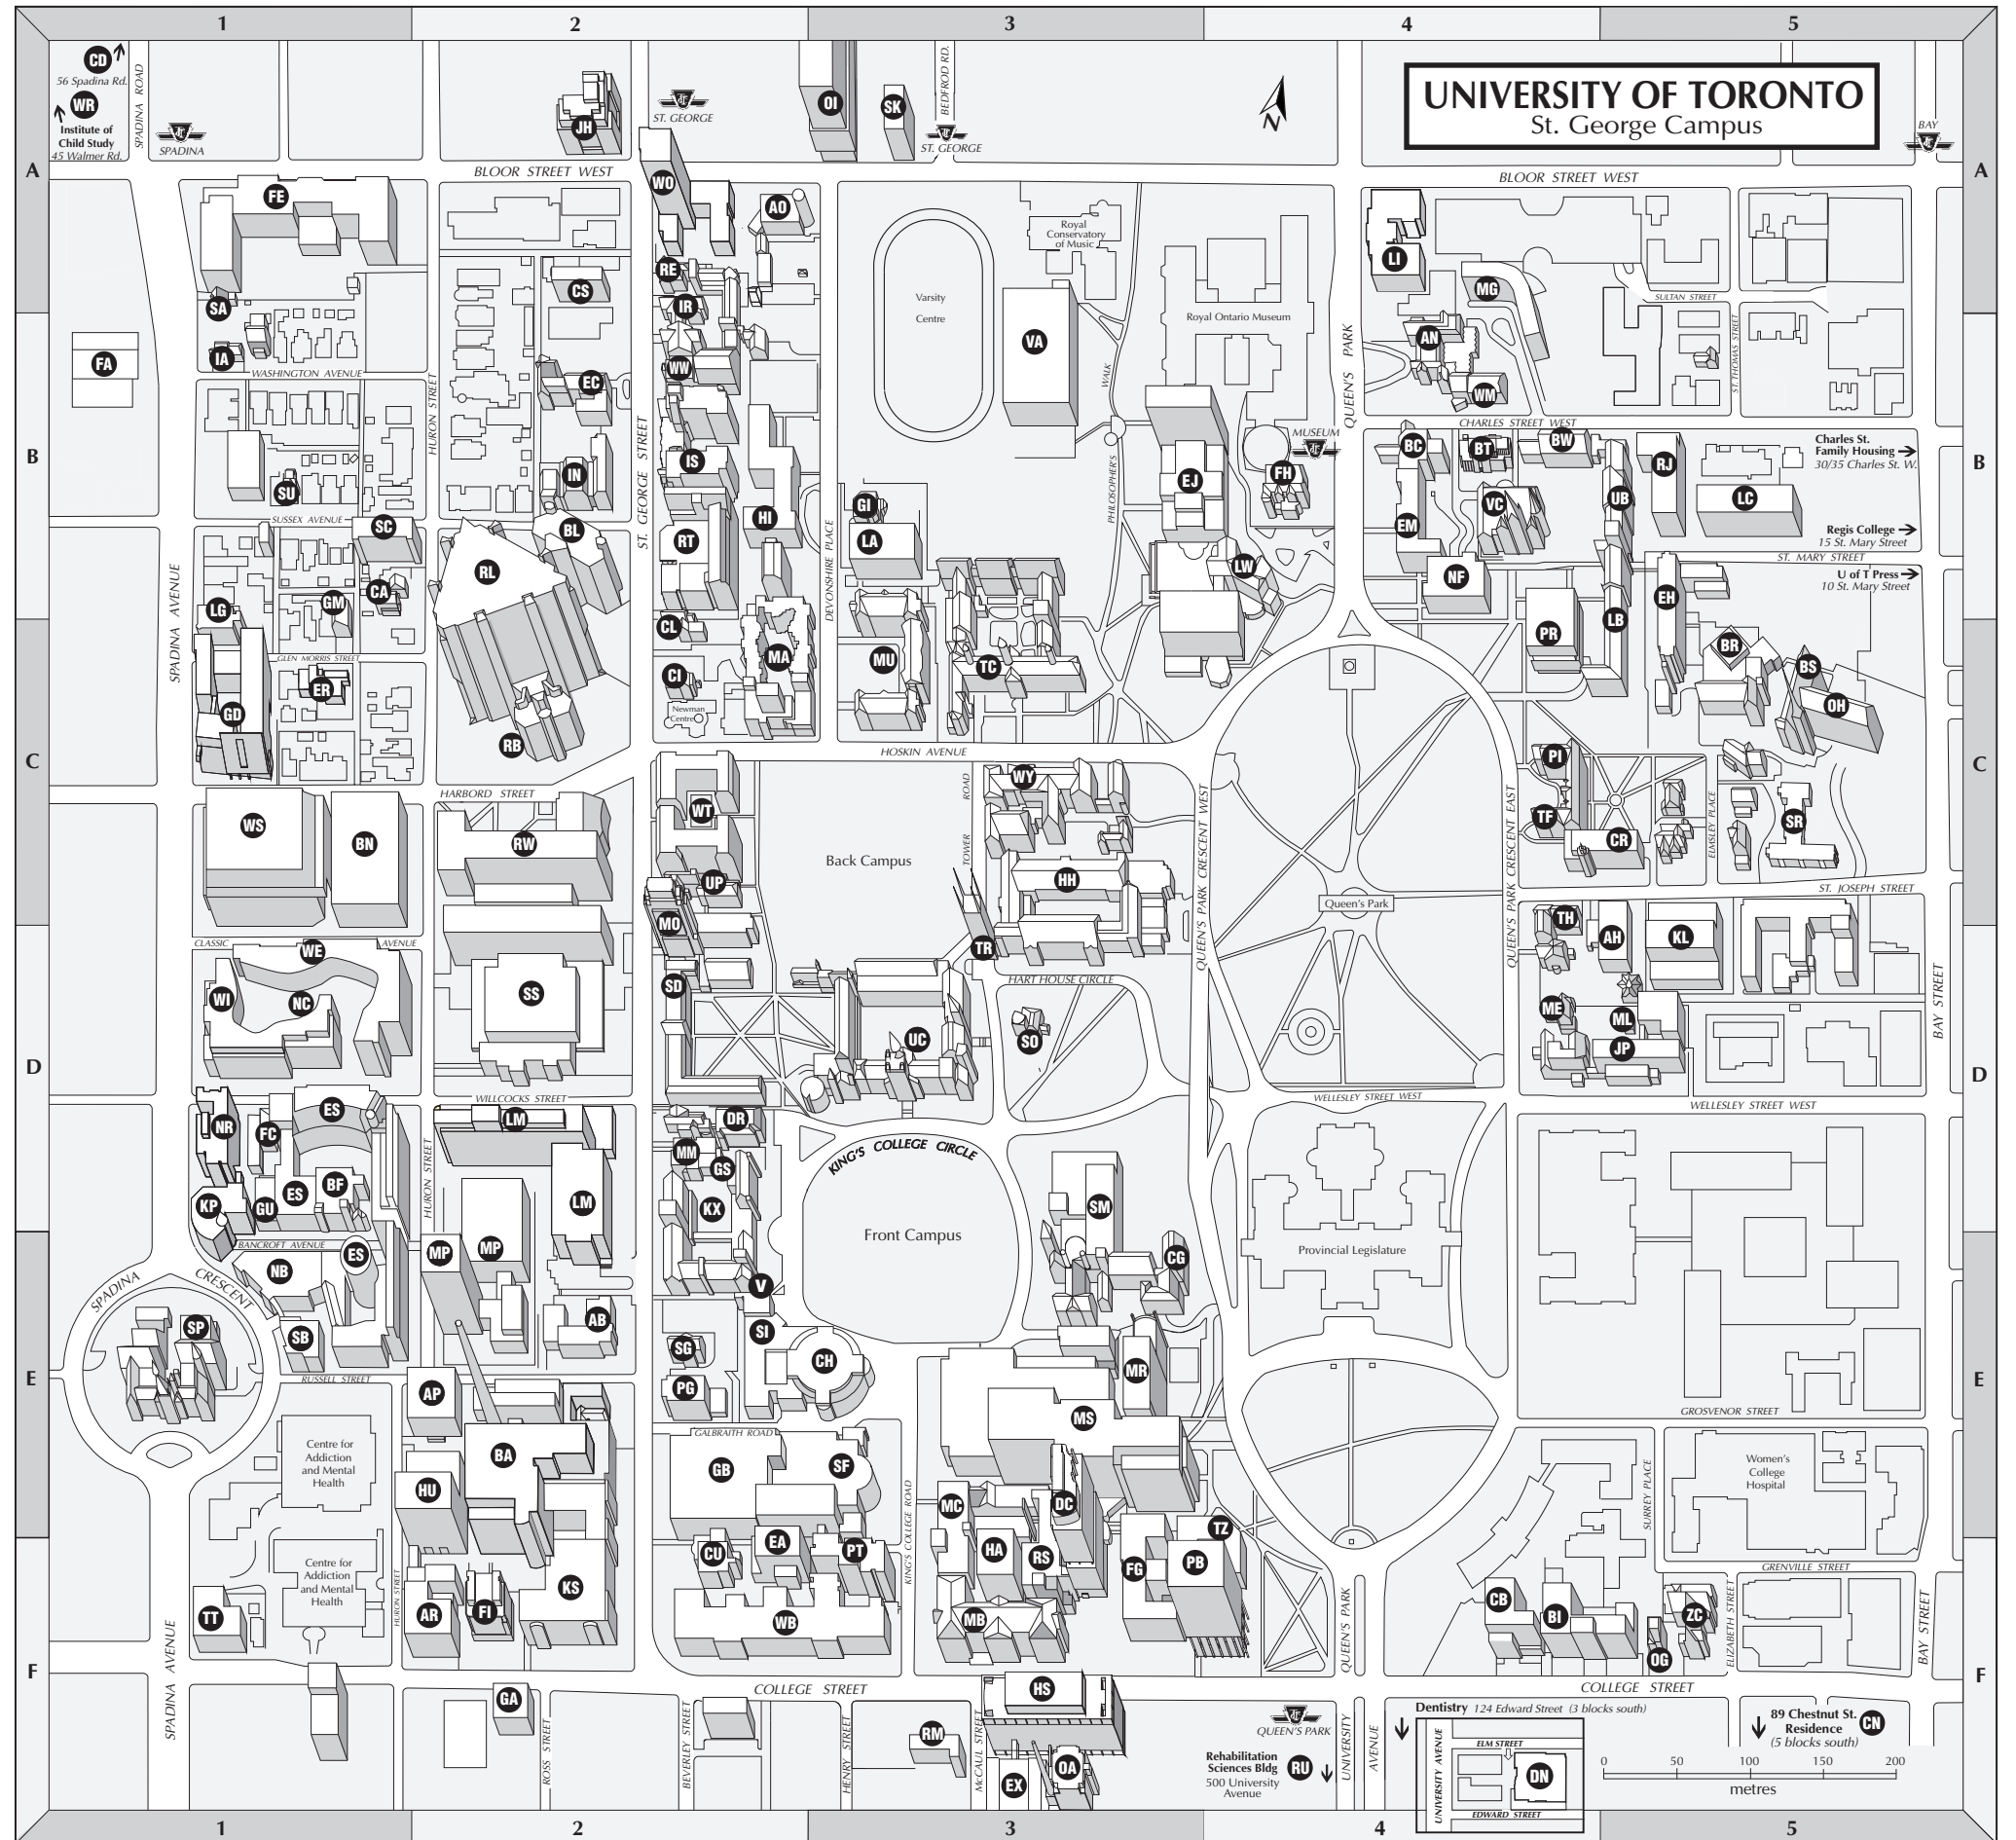 1 2 3 4 5
UNIVERSITY OF TORONTO
St. George Campus
CD
56 Spadina Rd.
WR
Institute of
Child Study
45 Walmer Rd.
SPADINA ROAD
SPADINA
JH
ST. GEORGE
OI
SK
BEDFROD RD.
ST. GEORGE
N
BAY
A
A
BLOOR STREET WEST
BLOOR STREET WEST
FE
WO
AO
Royal
Conservatory
of Music
LI
RE
CS
SA
IR
MG
SULTAN STREET
Varsity
Centre
Royal Ontario Museum
VA
AN
FA
IA
WW
WASHINGTON AVENUE
HURON STREET
EC
WALK
QUEEN'S PARK
WM
ST. THOMAS STREET
CHARLES STREET WEST
MUSEUM
B
B
BC
BT
BW
RJ
Charles St.
Family Housing
30/35 Charles St. W.
IS
IN
ST. GEORGE STREET
EJ
FH
SU
GI
PHILOSOPHER'S
VC
UB
LC
SUSSEX AVENUE
SC
BL
HI
EM
RT
LA
DEVONSHIRE PLACE
Regis College
15 St. Mary Street
ST. MARY STREET
RL
LW
NF
U of T Press
10 St. Mary Street
CA
GM
LG
EH
LB
CL
PR
SPADINA AVENUE
GLEN MORRIS STREET
MA
MU
TC
BR
BS
ER
CI
Newman
Centre
OH
GD
RB
HOSKIN AVENUE
C
C
PI
HARBORD STREET
WY
ROAD
WT
TOWER
QUEEN'S PARK CRESCENT WEST
QUEEN'S PARK CRESCENT EAST
TF
CR
ELMSLEY PLACE
SR
WS
BN
RW
Back Campus
UP
HH
ST. JOSEPH STREET
Queen's Park
MO
TH
AH
KL
CLASSIC AVENUE
WE
TR
HART HOUSE CIRCLE
WI
NC
SS
SD
ME
ML
SO
UC
JP
BAY STREET
D
D
WILLCOCKS STREET
WELLESLEY STREET WEST
WELLESLEY STREET WEST
ES
LM
DR
NR
FC
KING'S COLLEGE CIRCLE
HURON STREET
MM
GS
BF
ES
KP
GU
LM
KX
SM
Front Campus
BANCROFT AVENUE
ES
MP
MP
Provincial Legislature
NB
CG
SPADINA CRESCENT
V
AB
SP
SB
SI
SG
CH
MR
E
E
RUSSELL STREET
AP
PG
MS
GROSVENOR STREET
GALBRAITH ROAD
BA
Centre for
Addiction
and Mental
Health
GB
SF
Women's
College
Hospital
HU
KING'S COLLEGE ROAD
MC
DC
SURREY PLACE
TZ
CU
EA
PT
HA
RS
FG
PB
GRENVILLE STREET
Centre for
Addiction
and Mental
Health
HURON STREET
KS
AR
FI
TT
WB
MB
CB
BI
ZC
OG
ELIZABETH STREET
QUEEN'S PARK
BAY STREET
F
F
SPADINA AVENUE
COLLEGE STREET
COLLEGE STREET
HS
GA
ROSS STREET
BEVERLEY STREET
HENRY STREET
RM
McCAUL STREET
EX
OA
QUEEN'S PARK
Rehabilitation
Sciences Bldg
500 University
Avenue
RU
UNIVERSITY AVENUE
Dentistry 124 Edward Street (3 blocks south)
UNIVERSITY AVENUE
ELM STREET
DN
EDWARD STREET
89 Chestnut St.
Residence
(5 blocks south)
CN
0 50 100 150 200
metres
1 2 3 4 5